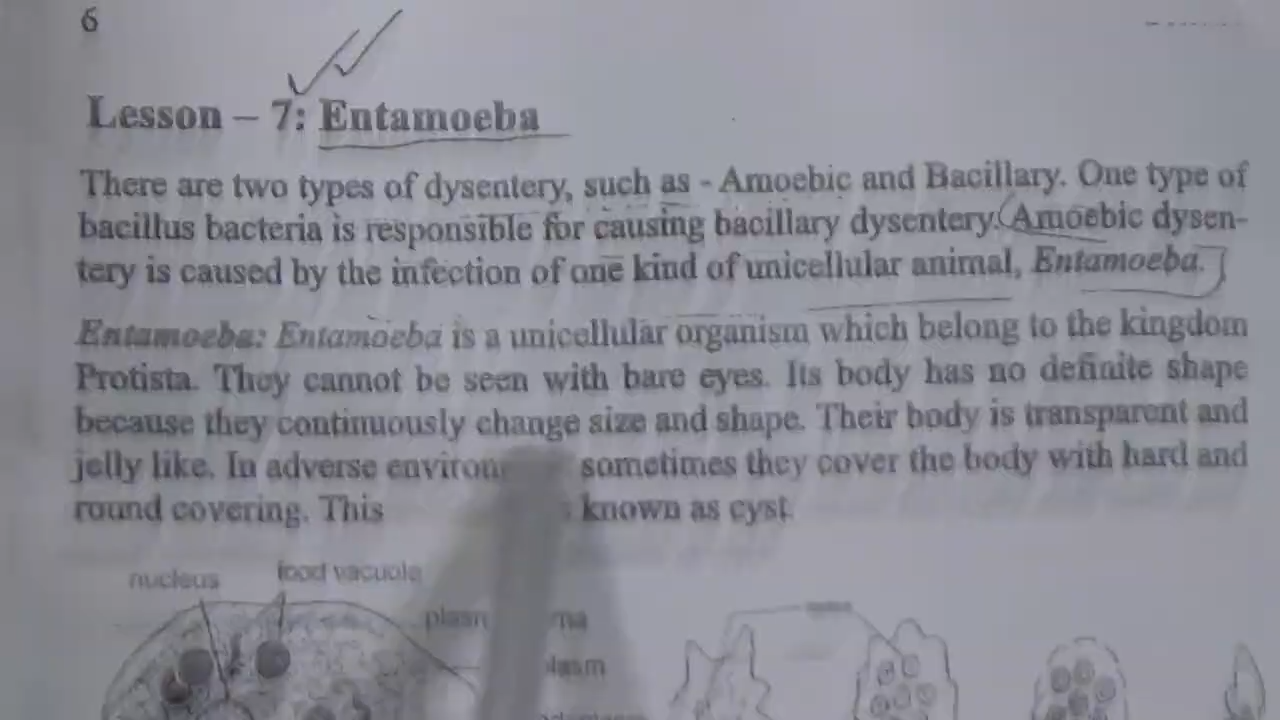 6
Lesson – 7: Entamoeba
There are two types of dysentery, such as - Amoebic and Bacillary. One type of
bacillus bacteria is responsible for causing bacillary dysentery. Amoebic dysen-
tery is caused by the infection of one kind of unicellular animal, Entamoeba.
Entamoeba: Entamoeba is a unicellular organism which belong to the kingdom
Protista. They cannot be seen with bare eyes. Its body has no definite shape
because they continuously change size and shape. Their body is transparent and
jelly like. In adverse environ sometimes they cover the body with hard and
round covering. This known as cyst.
nucleus food vacuole